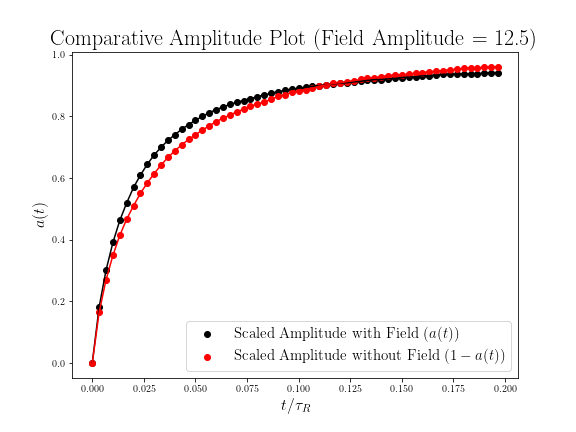 Comparative Amplitude Plot (Field Amplitude = 12.5)
1.0
0.8
0.6
0.4
0.2
0.0
a(t)
0.000 0.025 0.050 0.075 0.100 0.125 0.150 0.175 0.200
t/τ_R
Scaled Amplitude with Field (a(t))
Scaled Amplitude without Field (1 − a(t))